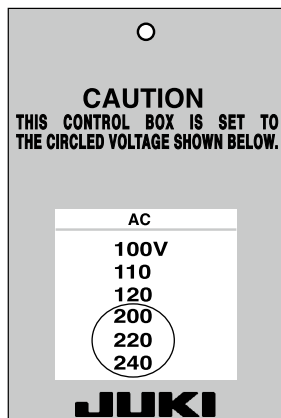 CAUTION
THIS CONTROL BOX IS SET TO
THE CIRCLED VOLTAGE SHOWN BELOW.
AC
100V
110
120
200
220
240
JUKI